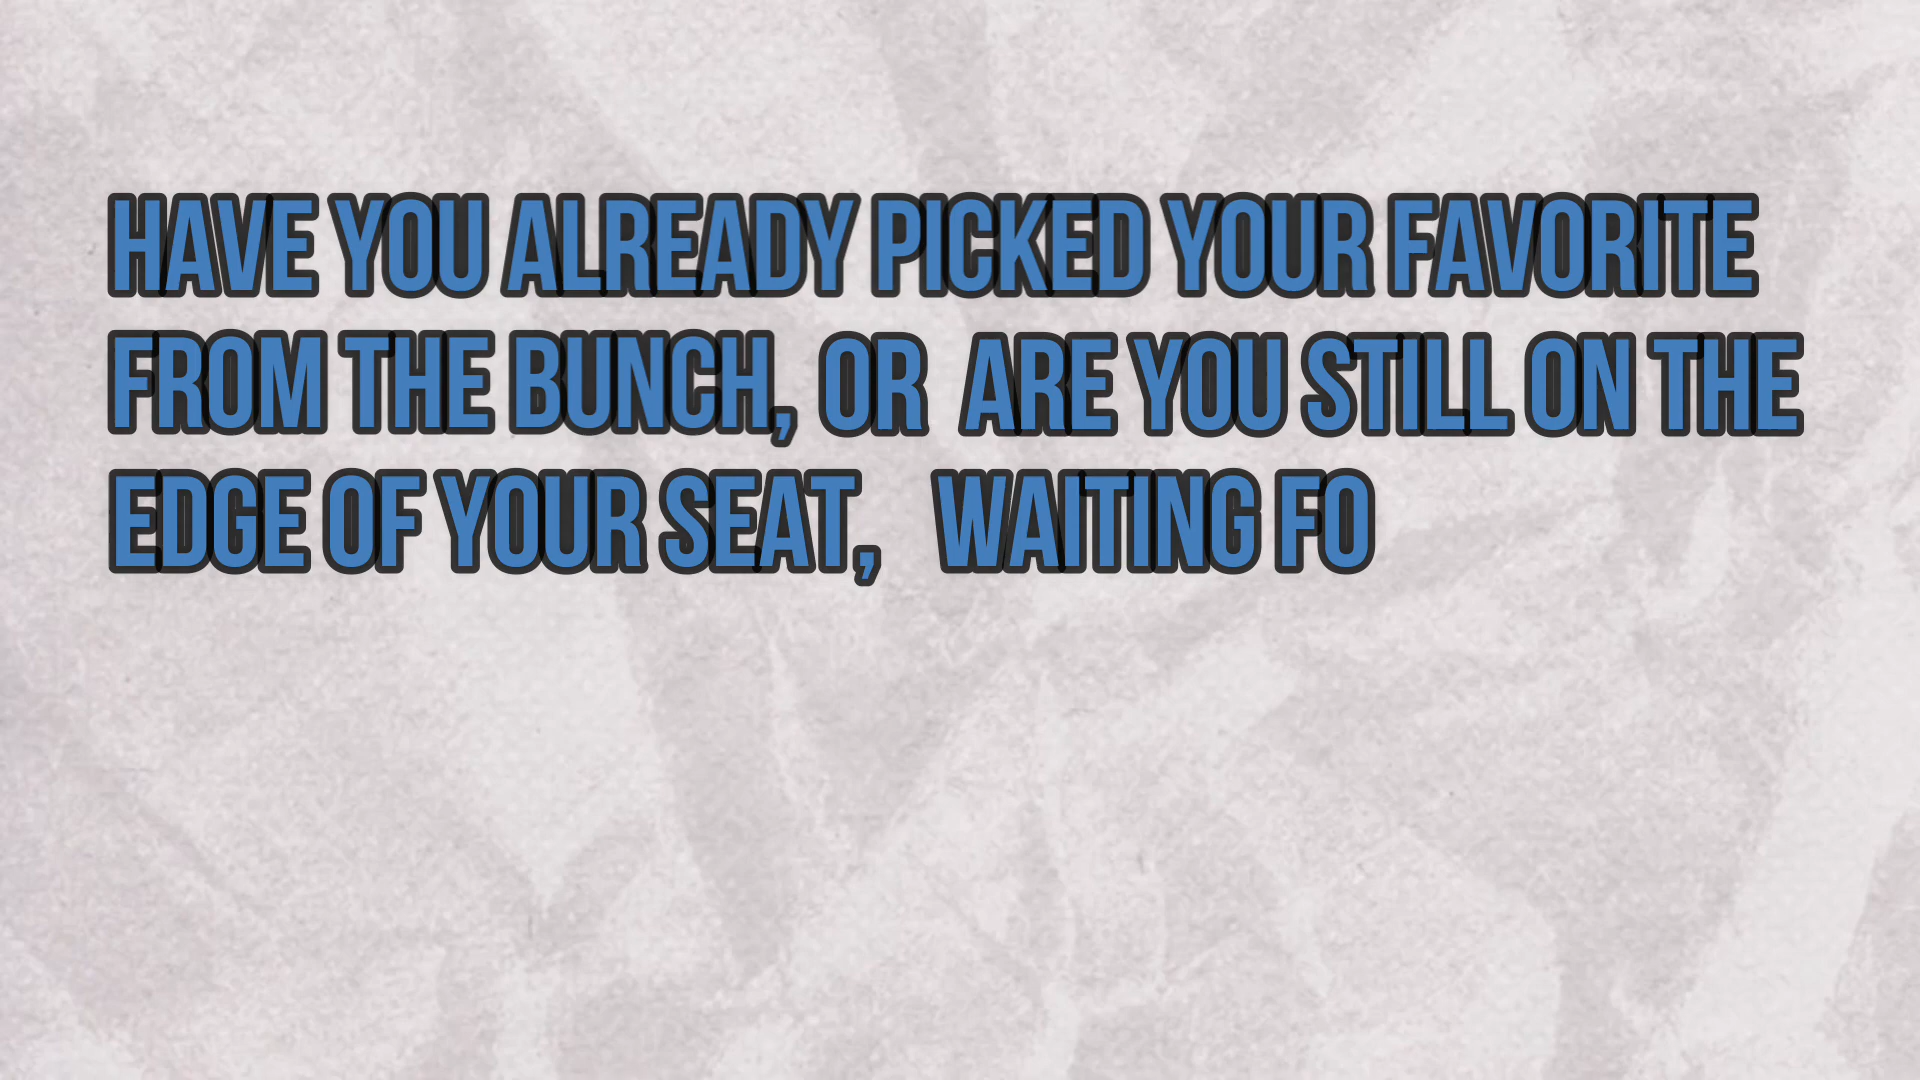 HAVE YOU ALREADY PICKED YOUR FAVORITE
FROM THE BUNCH, OR ARE YOU STILL ON THE
EDGE OF YOUR SEAT, WAITING FO